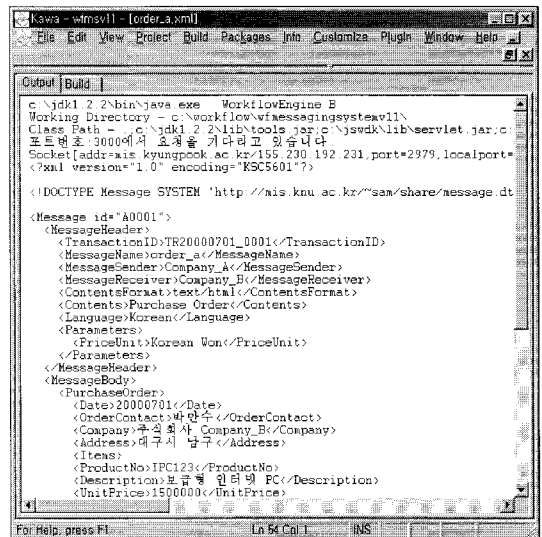 Kawa - wfmsv11 - [order_a.xml]
File Edit View Project Build Packages Info Customize Plugin Window Help
Output Build
c:\jdk1.2.2\bin\java.exe WorkflowEngine B
Working Directory - c:\workflow\wfmessagingsystemv11\
Class Path - .;c:\jdk1.2.2\lib\tools.jar;c:\jswdk\lib\servlet.jar;c:
포트번호:3000에서 요청을 기다리고 있습니다.
Socket[addr=mis.kyungpook.ac.kr/155.230.192.231,port=2979,localport=
<?xml version="1.0" encoding="KSC5601"?>
<!DOCTYPE Message SYSTEM 'http://mis.knu.ac.kr/~sam/share/message.dt
<Message id="A0001">
<MessageHeader>
<TransactionID>TR20000701_0001</TransactionID>
<MessageName>order_a</MessageName>
<MessageSender>Company_A</MessageSender>
<MessageReceiver>Company_B</MessageReceiver>
<ContentsFormat>text/html</ContentsFormat>
<Contents>Purchase Order</Contents>
<Language>Korean</Language>
<Parameters>
<PriceUnit>Korean Won</PriceUnit>
</Parameters>
</MessageHeader>
<MessageBody>
<PurchaseOrder>
<Date>20000701</Date>
<OrderContact>박만수</OrderContact>
<Company>주식회사 Company_B</Company>
<Address>대구시 남구</Address>
<Items>
<ProductNo>IPC123</ProductNo>
<Description>보급형 인터넷 PC</Description>
<UnitPrice>1500000</UnitPrice>
For Help, press F1 Ln 54 Col 1 INS